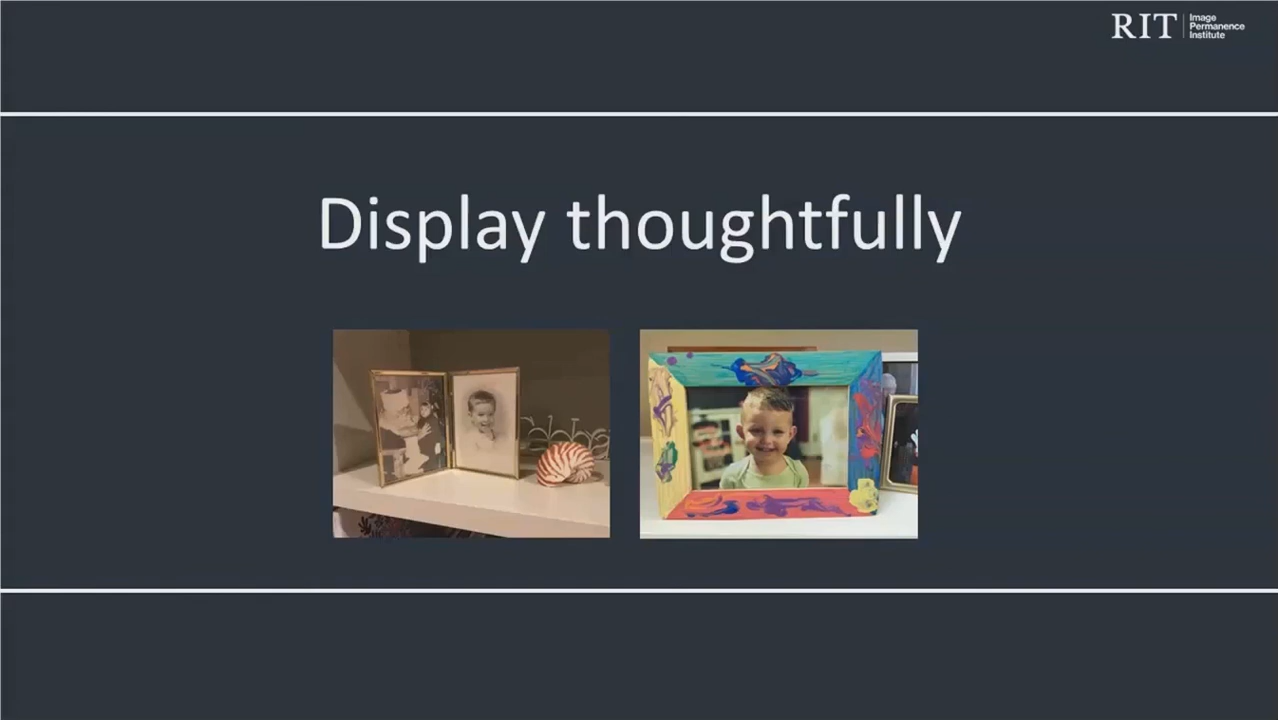 RIT
Image
Permanence
Institute
Display thoughtfully